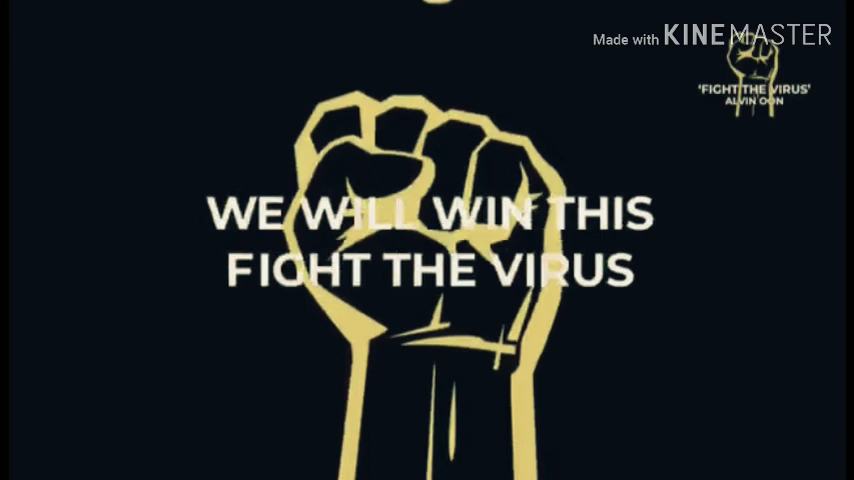 Made with KINEMASTER
'FIGHT THE VIRUS'
ALVIN OON
WE WILL WIN THIS
FIGHT THE VIRUS